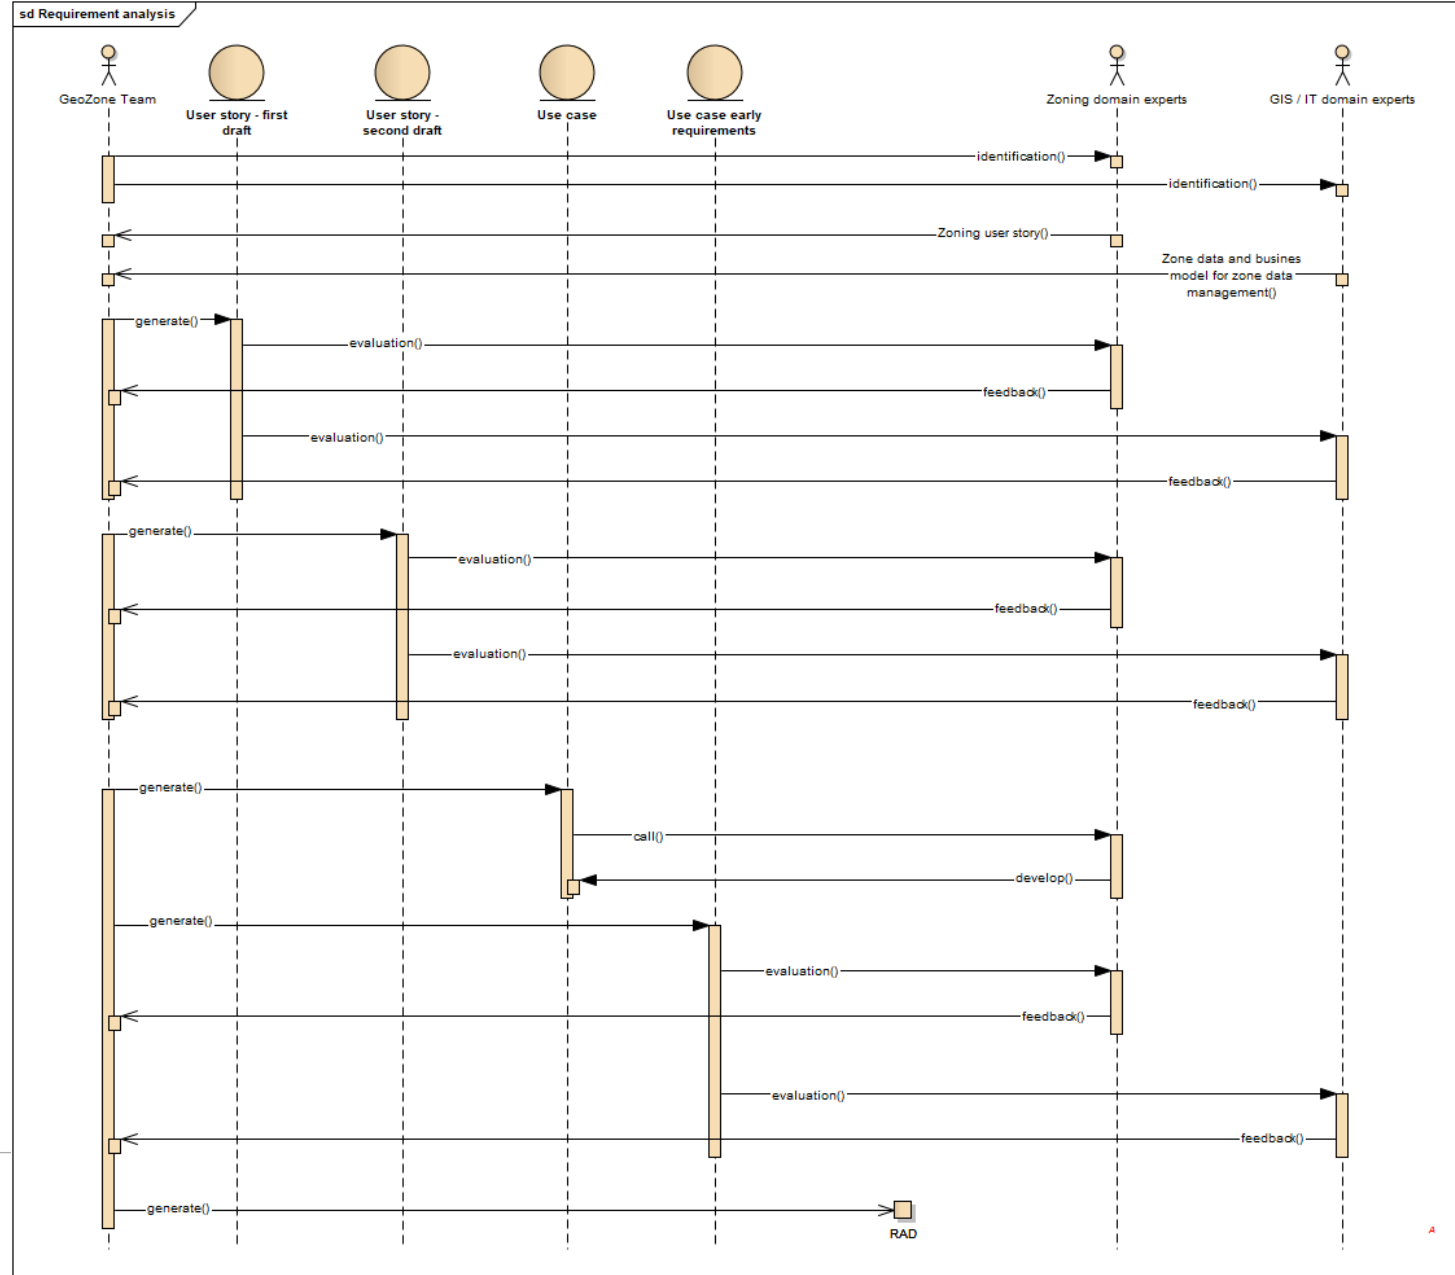 sd Requirement analysis
GeoZone Team
User story - first
draft
User story -
second draft
Use case
Use case early
requirements
Zoning domain experts
GIS / IT domain experts
identification()
identification()
Zoning user story()
Zone data and busines
model for zone data
management()
generate()
evaluation()
feedback()
evaluation()
feedback()
generate()
evaluation()
feedback()
evaluation()
feedback()
generate()
call()
develop()
generate()
evaluation()
feedback()
evaluation()
feedback()
generate()
RAD
A